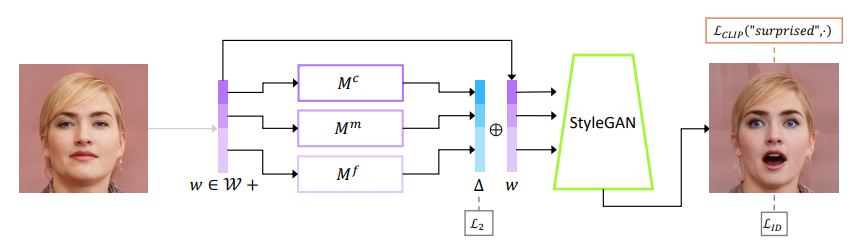 ℒ_CLIP("surprised",·)
M^c
M^m
StyleGAN
M^f
w ∈ 𝒲 +
Δ
⊕
w
ℒ_2
ℒ_ID